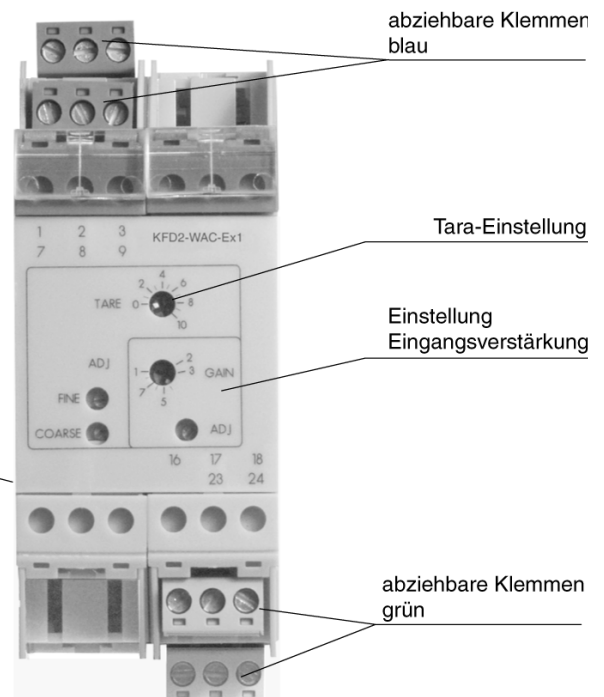 abziehbare Klemmen
blau
1 2 3
7 8 9
KFD2-WAC-Ex1
Tara-Einstellung
TARE
0 2 4 6 8 10
Einstellung
Eingangsverstärkung
ADJ
1 2 3 5 7
GAIN
FINE
COARSE
ADJ
16 17 18
23 24
abziehbare Klemmen
grün